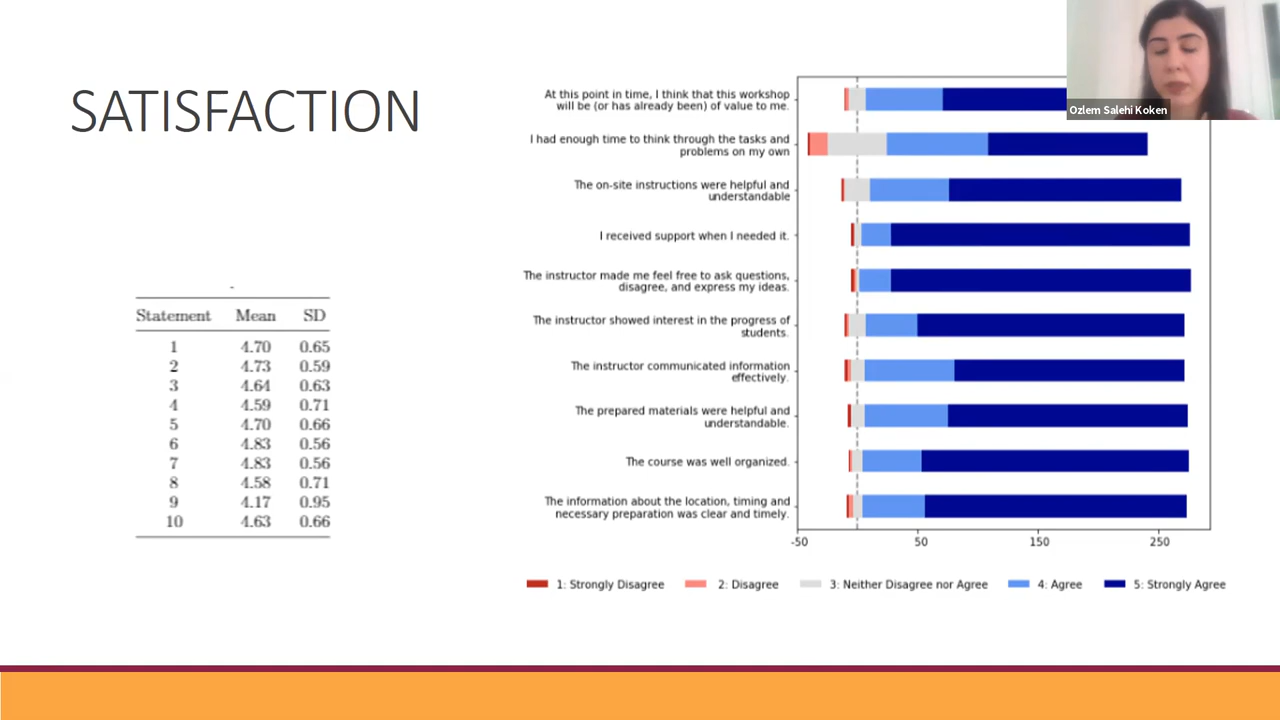 SATISFACTION
Ozlem Salehi Koken
Statement Mean SD
1 4.70 0.65
2 4.73 0.59
3 4.64 0.63
4 4.59 0.71
5 4.70 0.66
6 4.83 0.56
7 4.83 0.56
8 4.58 0.71
9 4.17 0.95
10 4.63 0.66
At this point in time, I think that this workshop
will be (or has already been) of value to me.
I had enough time to think through the tasks and
problems on my own
The on-site instructions were helpful and
understandable
I received support when I needed it.
The instructor made me feel free to ask questions,
disagree, and express my ideas.
The instructor showed interest in the progress of
students.
The instructor communicated information
effectively.
The prepared materials were helpful and
understandable.
The course was well organized.
The information about the location, timing and
necessary preparation was clear and timely.
-50 50 150 250
1: Strongly Disagree 2: Disagree 3: Neither Disagree nor Agree 4: Agree 5: Strongly Agree